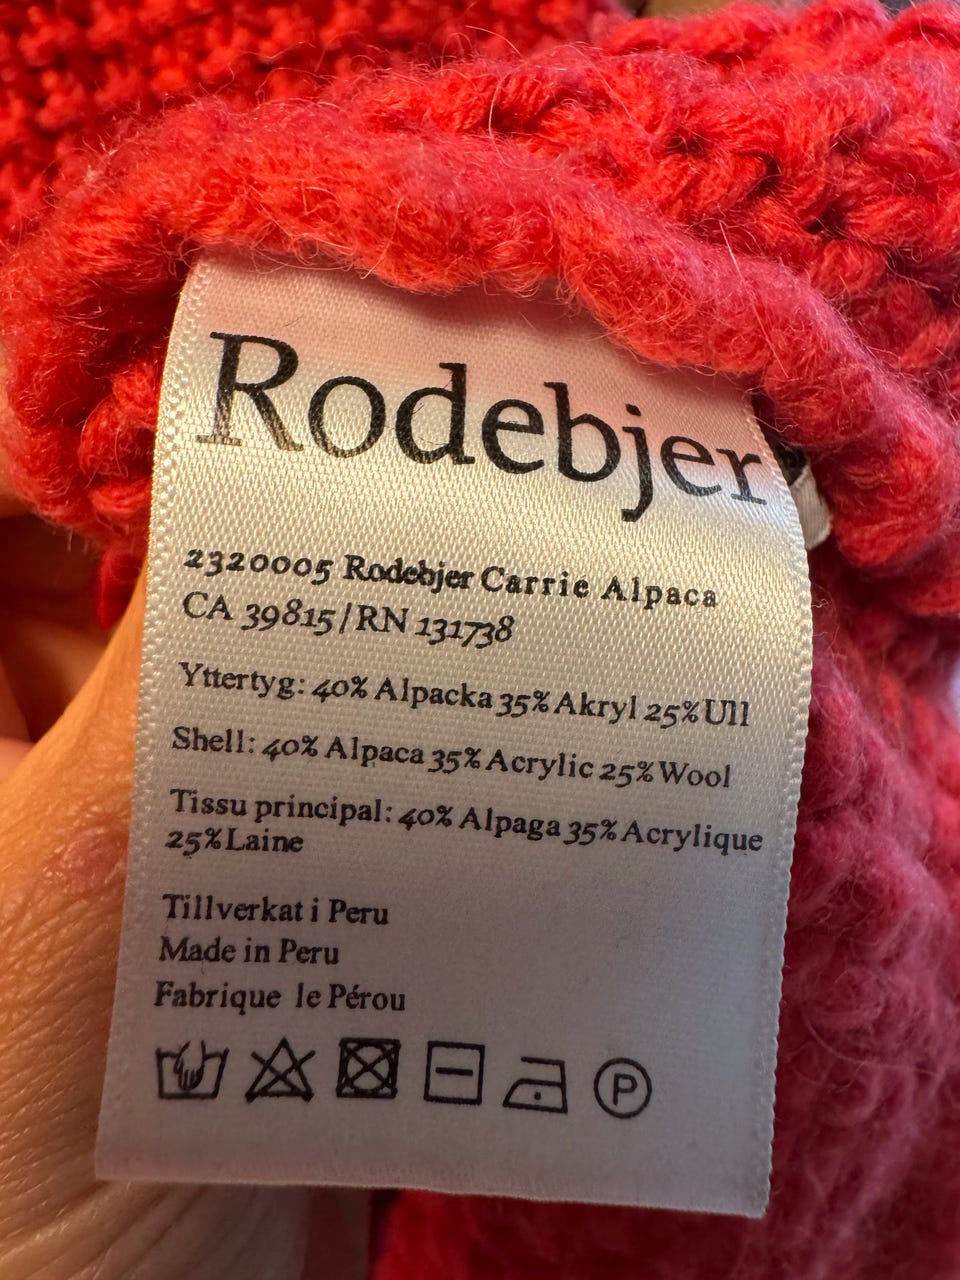 Rodebjer
2320005 Rodebjer Carrie Alpaca
CA 39815/RN 131738
Yttertyg: 40% Alpacka 35% Akryl 25% Ull
Shell: 40% Alpaca 35% Acrylic 25% Wool
Tissu principal: 40% Alpaga 35% Acrylique
25% Laine
Tillverkat i Peru
Made in Peru
Fabrique le Pérou
P